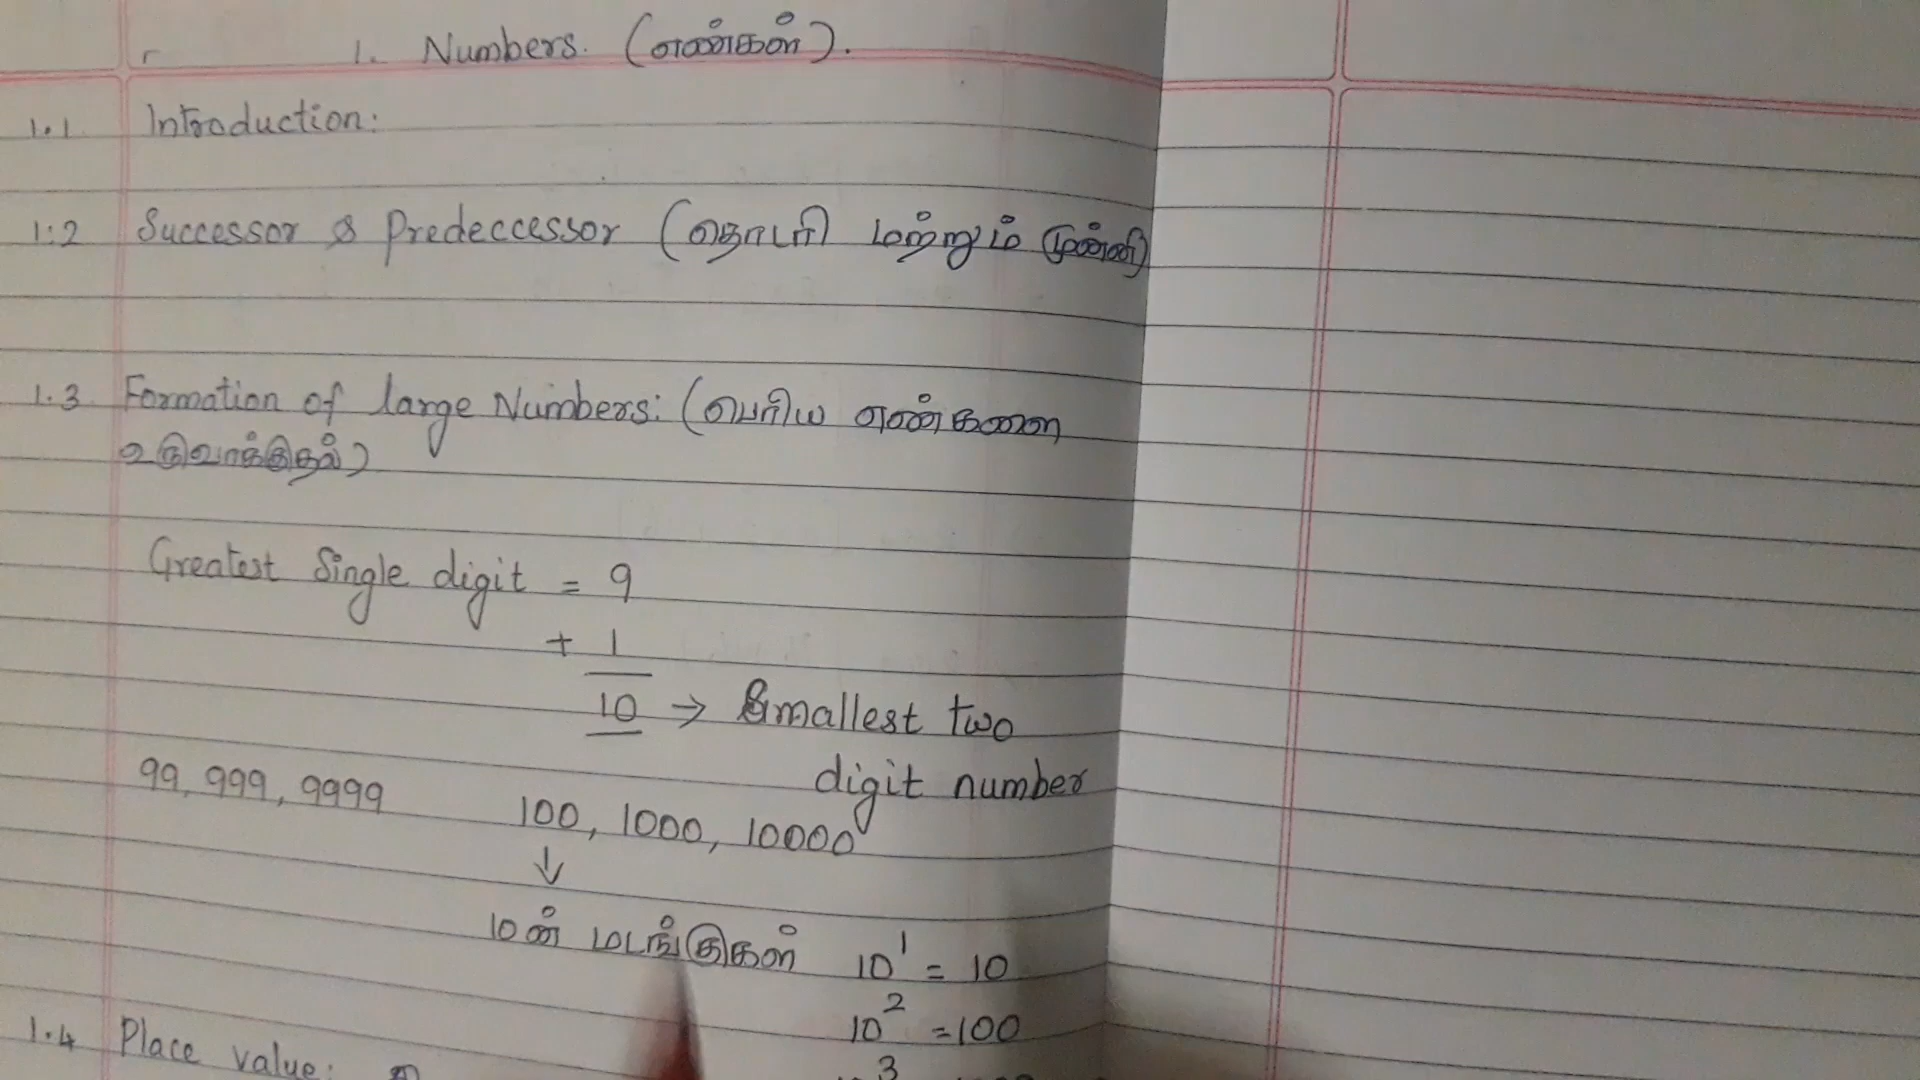 1. Numbers. (எண்கள்).
1.1 Introduction:
1.2 Successor & Predeccessor (தொடரி மற்றும் முன்னி)
1.3 Formation of large Numbers: (பெரிய எண்களை
உருவாக்குதல்)
Greatest Single digit = 9
+ 1
10 → Smallest two
digit number
99, 999, 9999 100, 1000, 10000
↓
10ன் மடங்குகள் 10¹ = 10
10² = 100
3
1.4 Place value: